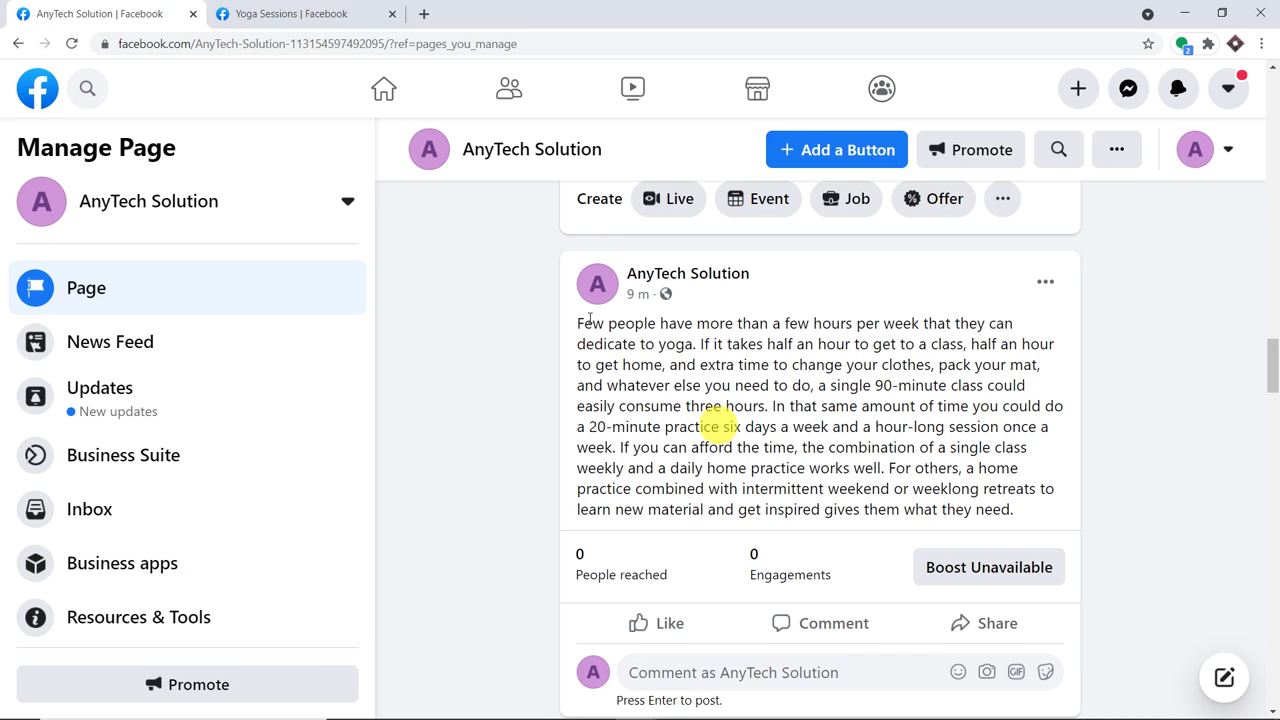 AnyTech Solution | Facebook
Yoga Sessions | Facebook
facebook.com/AnyTech-Solution-113154597492095/?ref=pages_you_manage
2
Manage Page
A
AnyTech Solution
Page
News Feed
Updates
New updates
Business Suite
Inbox
Business apps
Resources & Tools
Promote
A
AnyTech Solution
+ Add a Button
Promote
A
Create
Live
Event
Job
Offer
A
AnyTech Solution
9 m ·
Few people have more than a few hours per week that they can
dedicate to yoga. If it takes half an hour to get to a class, half an hour
to get home, and extra time to change your clothes, pack your mat,
and whatever else you need to do, a single 90-minute class could
easily consume three hours. In that same amount of time you could do
a 20-minute practice six days a week and a hour-long session once a
week. If you can afford the time, the combination of a single class
weekly and a daily home practice works well. For others, a home
practice combined with intermittent weekend or weeklong retreats to
learn new material and get inspired gives them what they need.
0
People reached
0
Engagements
Boost Unavailable
Like
Comment
Share
A
Comment as AnyTech Solution
GIF
Press Enter to post.